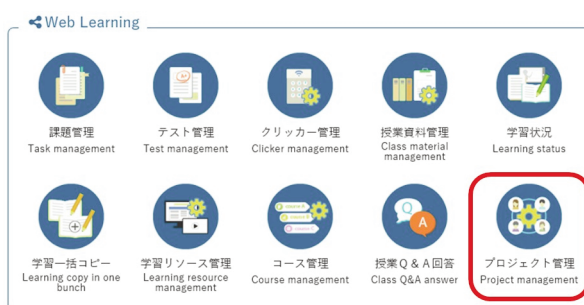 Web Learning
課題管理
Task management
テスト管理
Test management
クリッカー管理
Clicker management
授業資料管理
Class material
management
学習状況
Learning status
学習一括コピー
Learning copy in one
bunch
学習リソース管理
Learning resource
management
コース管理
Course management
Q
A
授業Q & A回答
Class Q&A answer
プロジェクト管理
Project management